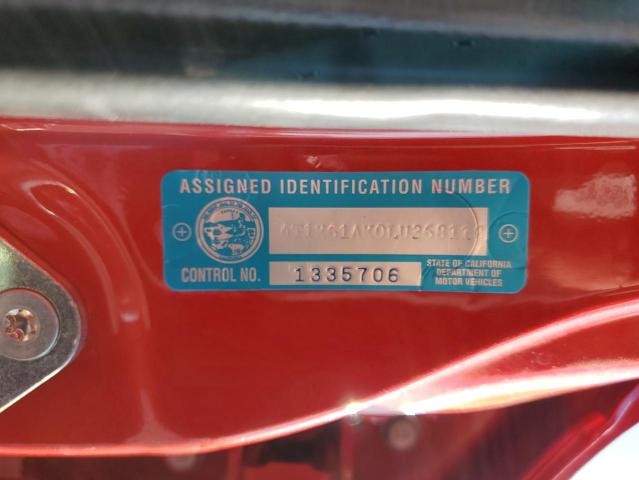 ASSIGNED IDENTIFICATION NUMBER
CONTROL NO. 1335706
STATE OF CALIFORNIA
DEPARTMENT OF
MOTOR VEHICLES